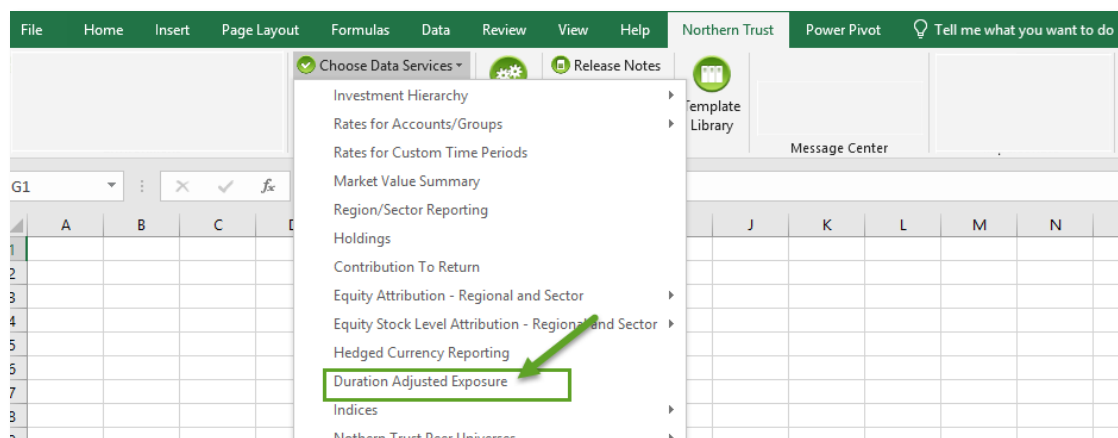 File Home Insert Page Layout Formulas Data Review View Help Northern Trust Power Pivot Tell me what you want to do
Choose Data Services
Release Notes
Template
Library
Message Center
Investment Hierarchy
Rates for Accounts/Groups
Rates for Custom Time Periods
Market Value Summary
Region/Sector Reporting
Holdings
Contribution To Return
Equity Attribution - Regional and Sector
Equity Stock Level Attribution - Regional and Sector
Hedged Currency Reporting
Duration Adjusted Exposure
Indices
Nothern Trust Peer Universes
G1 fx
A B C D J K L M N
1
2
3
4
5
6
7
8